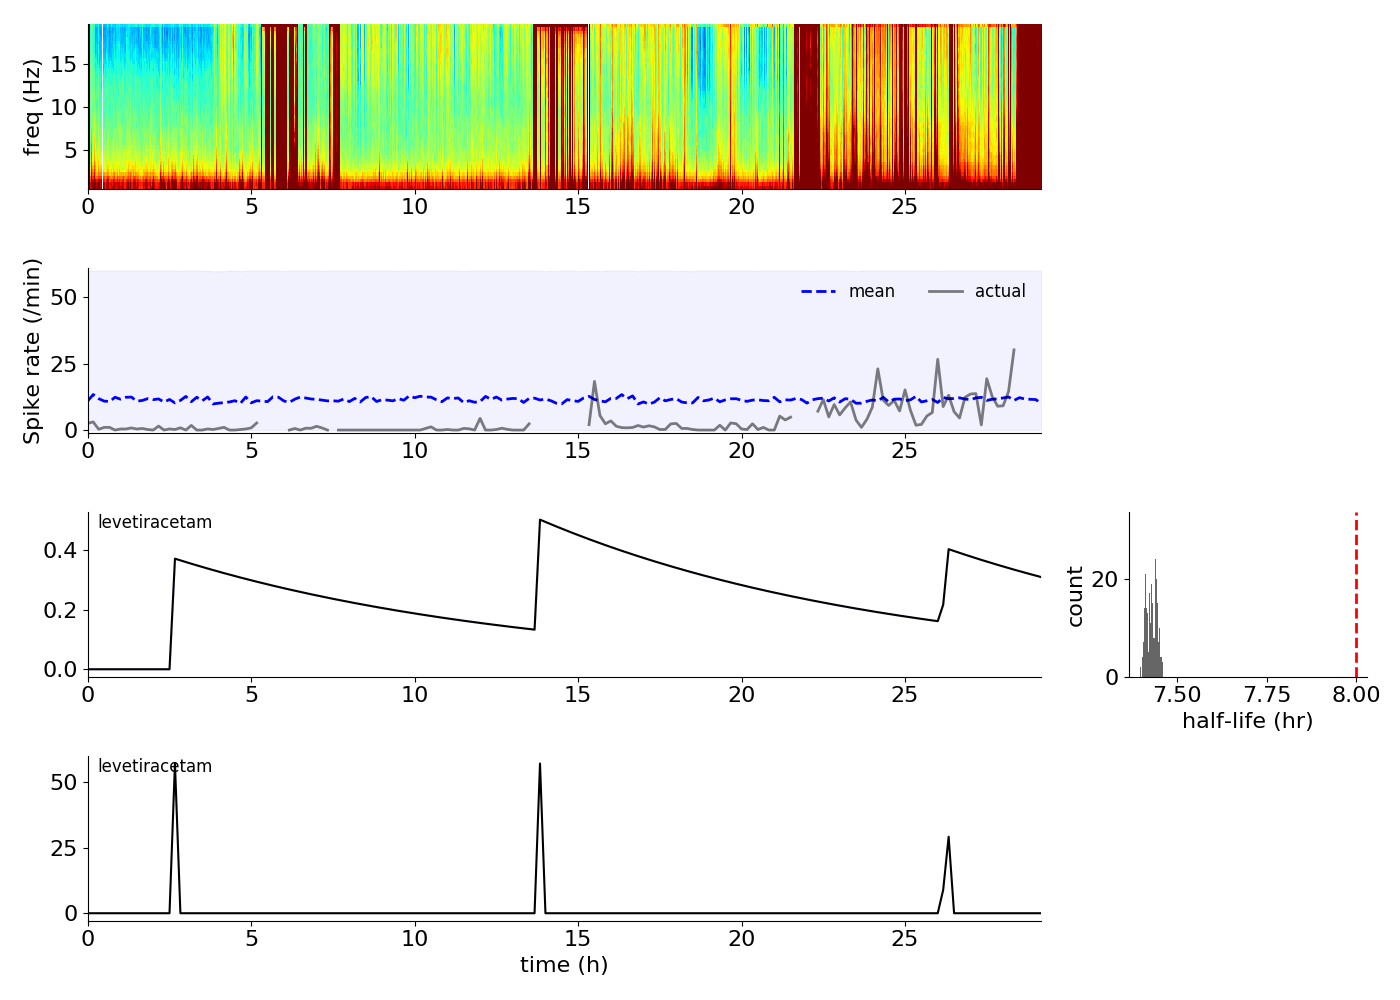 freq (Hz)
15
10
5
0 5 10 15 20 25
Spike rate (/min)
50
25
0
mean actual
0 5 10 15 20 25
levetiracetam
0.4
0.2
0.0
0 5 10 15 20 25
count
20
0
7.50 7.75 8.00
half-life (hr)
levetiracetam
50
25
0
0 5 10 15 20 25
time (h)